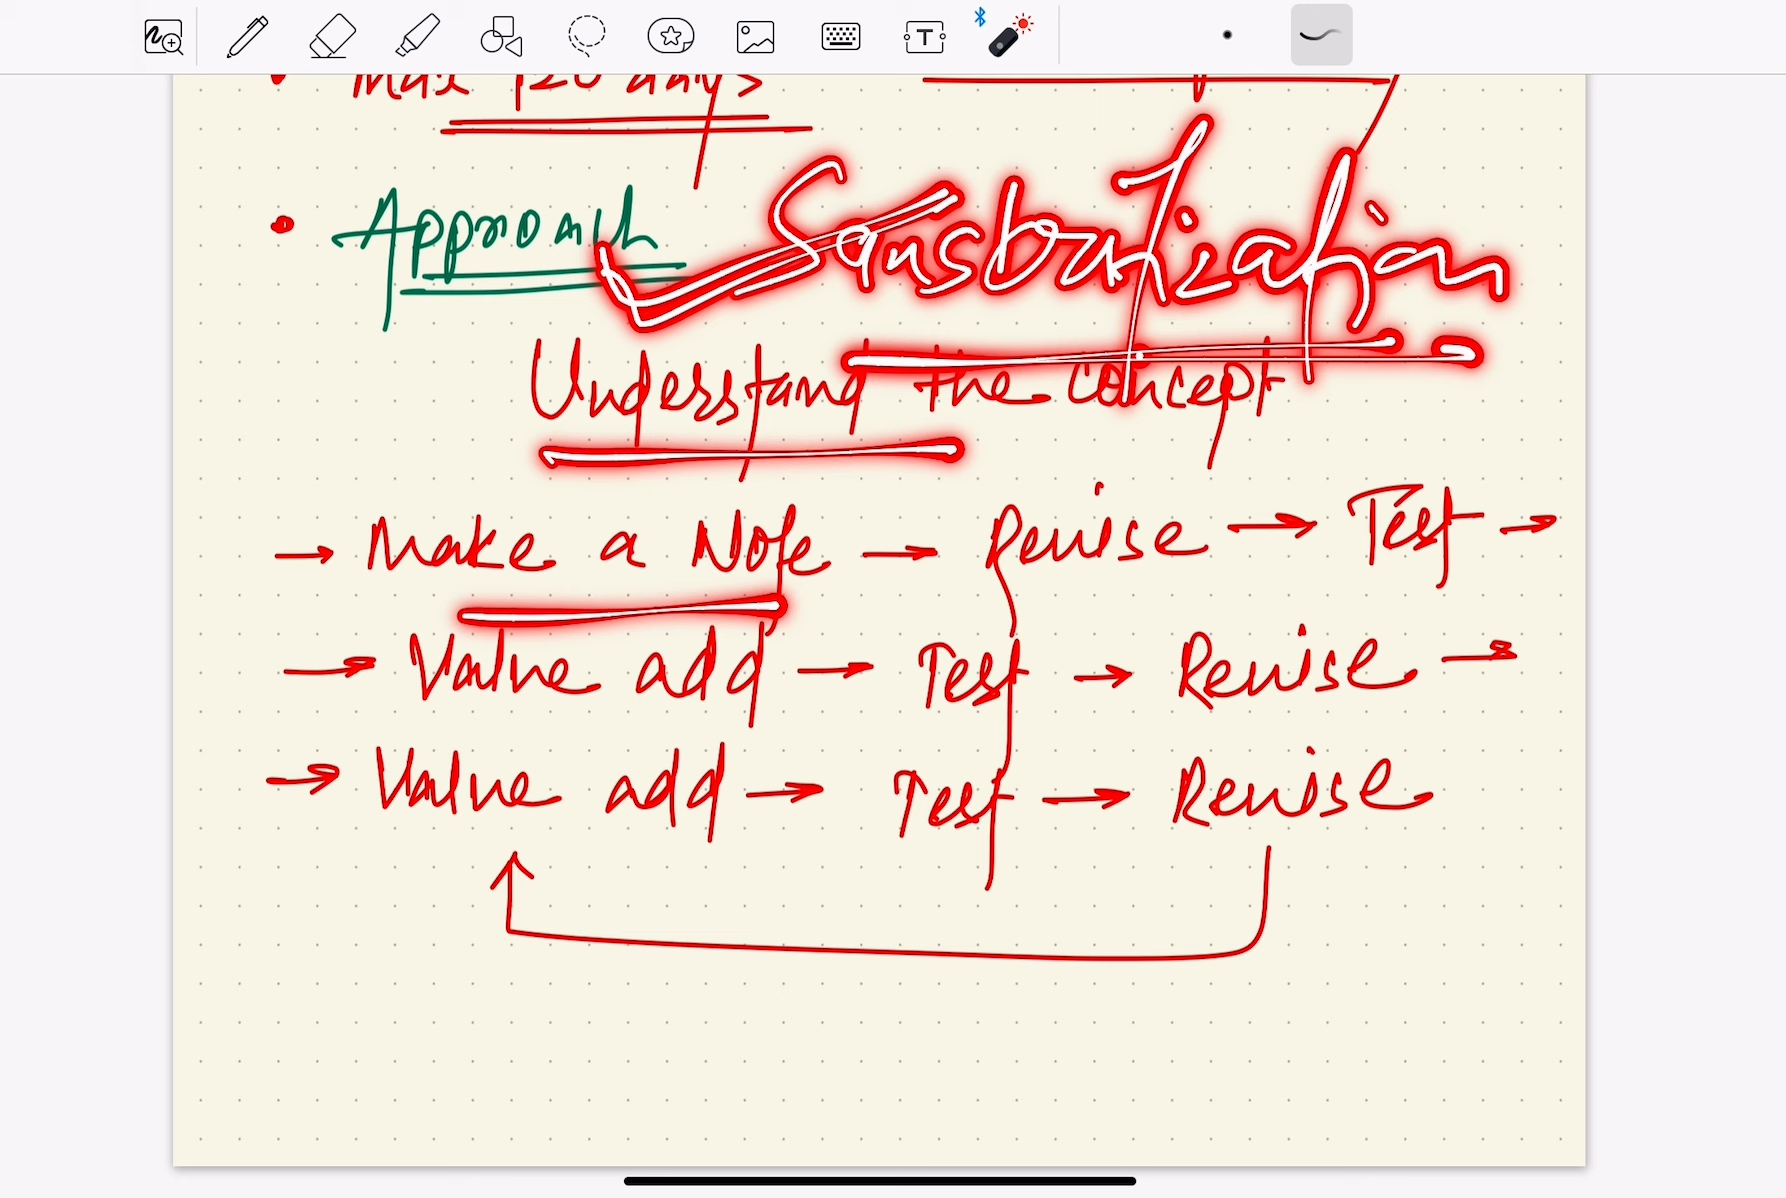 Max 120 days
• Approach
Understand the concept
→ Make a Note → Revise → Test →
→ Value add → Test → Revise →
→ Value add → Test → Revise